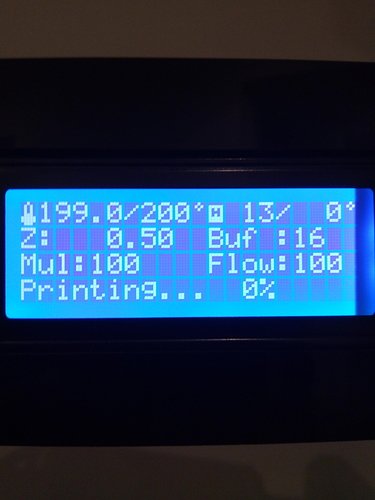 199.0/200° 13/ 0°
Z: 0.50 Buf :16
Mul:100 Flow:100
Printing... 0%